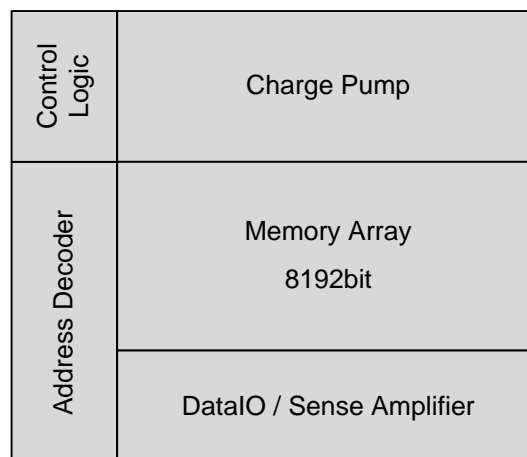 Control
Logic
Charge Pump
Address Decoder
Memory Array
8192bit
DataIO / Sense Amplifier